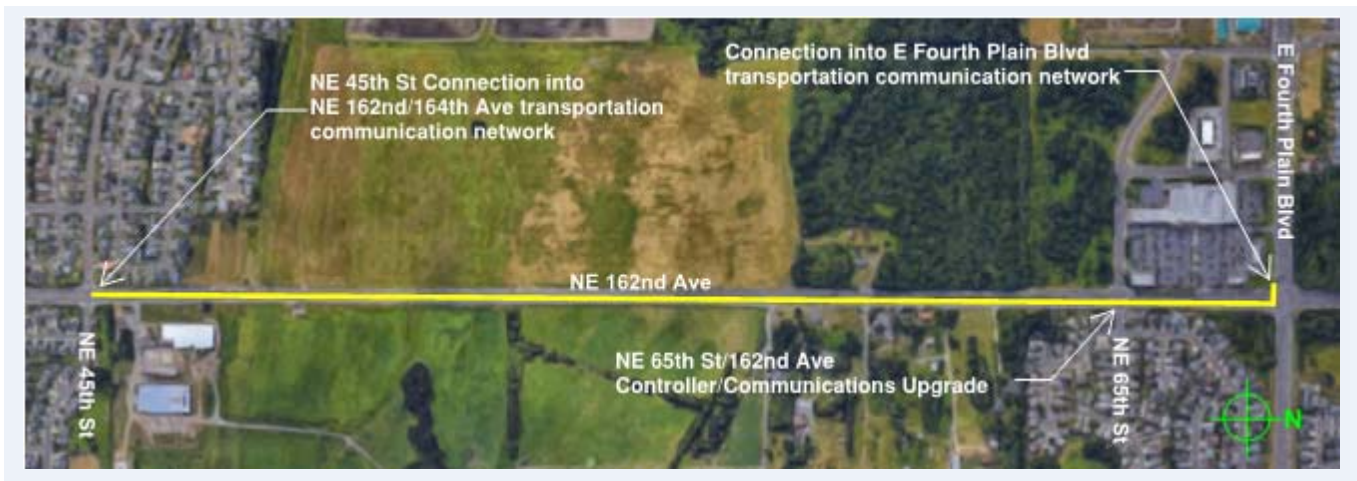 NE 45th St Connection into
NE 162nd/164th Ave transportation
communication network
Connection into E Fourth Plain Blvd
transportation communication network
E Fourth Plain Blvd
NE 162nd Ave
NE 45th St
NE 65th St/162nd Ave
Controller/Communications Upgrade
NE 65th St
N